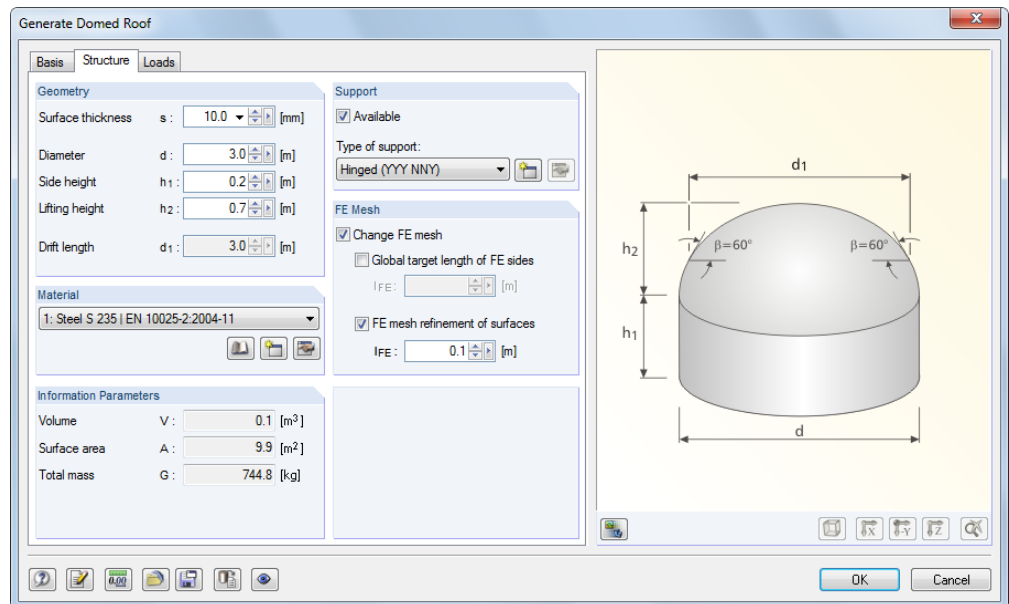 Generate Domed Roof
Basis Structure Loads
Geometry
Surface thickness s : 10.0 [mm]
Diameter d : 3.0 [m]
Side height h1 : 0.2 [m]
Lifting height h2 : 0.7 [m]
Drift length d1 : 3.0 [m]
Material
1: Steel S 235 | EN 10025-2:2004-11
Information Parameters
Volume V : 0.1 [m³]
Surface area A : 9.9 [m²]
Total mass G : 744.8 [kg]
Support
Available
Type of support:
Hinged (YYY NNY)
FE Mesh
Change FE mesh
Global target length of FE sides
lFE : [m]
FE mesh refinement of surfaces
lFE : 0.1 [m]
d1
h2 β=60° β=60°
h1
d
X -Y Z
0.00
OK Cancel